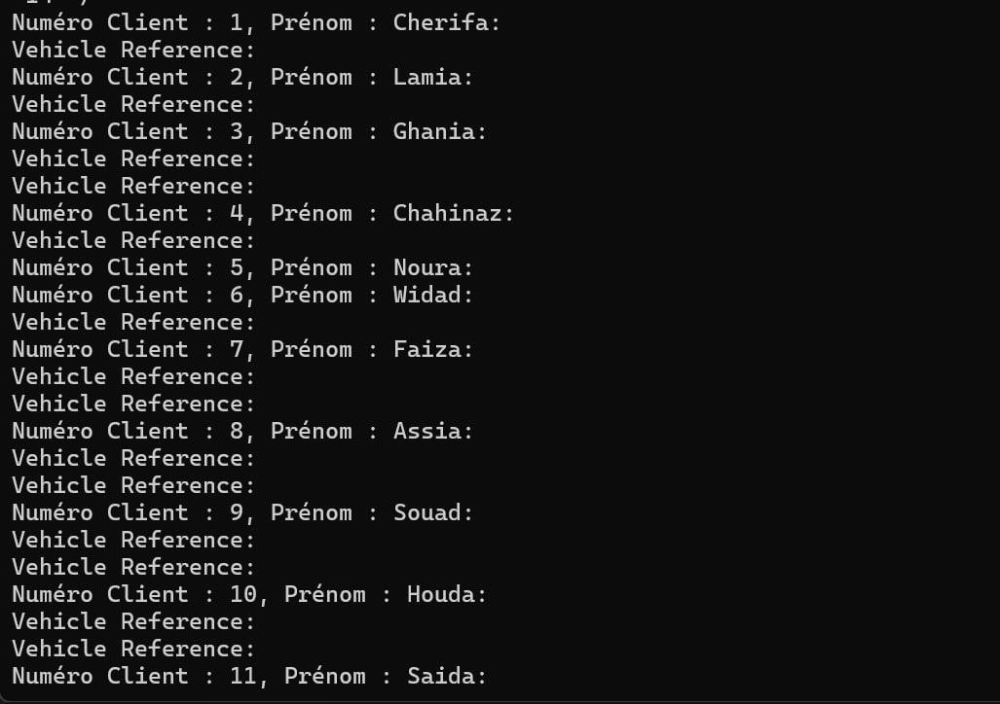 Numéro Client : 1, Prénom : Cherifa:
Vehicle Reference:
Numéro Client : 2, Prénom : Lamia:
Vehicle Reference:
Numéro Client : 3, Prénom : Ghania:
Vehicle Reference:
Vehicle Reference:
Numéro Client : 4, Prénom : Chahinaz:
Vehicle Reference:
Numéro Client : 5, Prénom : Noura:
Numéro Client : 6, Prénom : Widad:
Vehicle Reference:
Numéro Client : 7, Prénom : Faiza:
Vehicle Reference:
Vehicle Reference:
Numéro Client : 8, Prénom : Assia:
Vehicle Reference:
Vehicle Reference:
Numéro Client : 9, Prénom : Souad:
Vehicle Reference:
Vehicle Reference:
Numéro Client : 10, Prénom : Houda:
Vehicle Reference:
Vehicle Reference:
Numéro Client : 11, Prénom : Saida: